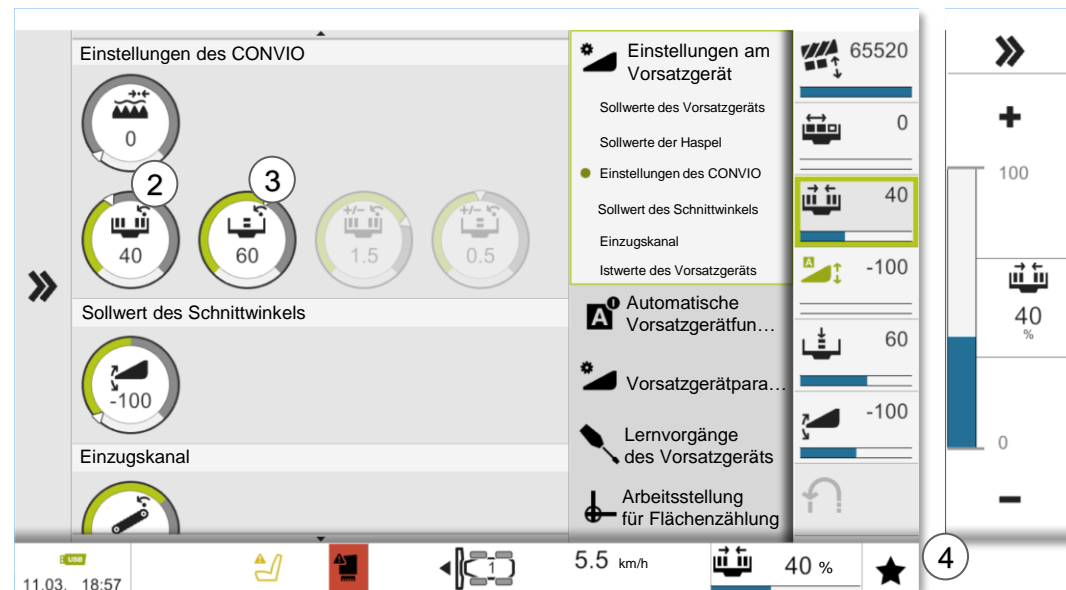 Einstellungen des CONVIO
0
2
3
40
60
+/-
1.5
+/-
0.5
Sollwert des Schnittwinkels
-100
Einzugskanal
Einstellungen am
Vorsatzgerät
Sollwerte des Vorsatzgeräts
Sollwerte der Haspel
Einstellungen des CONVIO
Sollwert des Schnittwinkels
Einzugskanal
Istwerte des Vorsatzgeräts
A
Automatische
Vorsatzgerätfun...
Vorsatzgerätpara...
Lernvorgänge
des Vorsatzgeräts
Arbeitsstellung
für Flächenzählung
65520
0
40
A
-100
60
-100
+
100
40
%
0
−
USB
11.03. 18:57
1
5.5 km/h
40 %
4